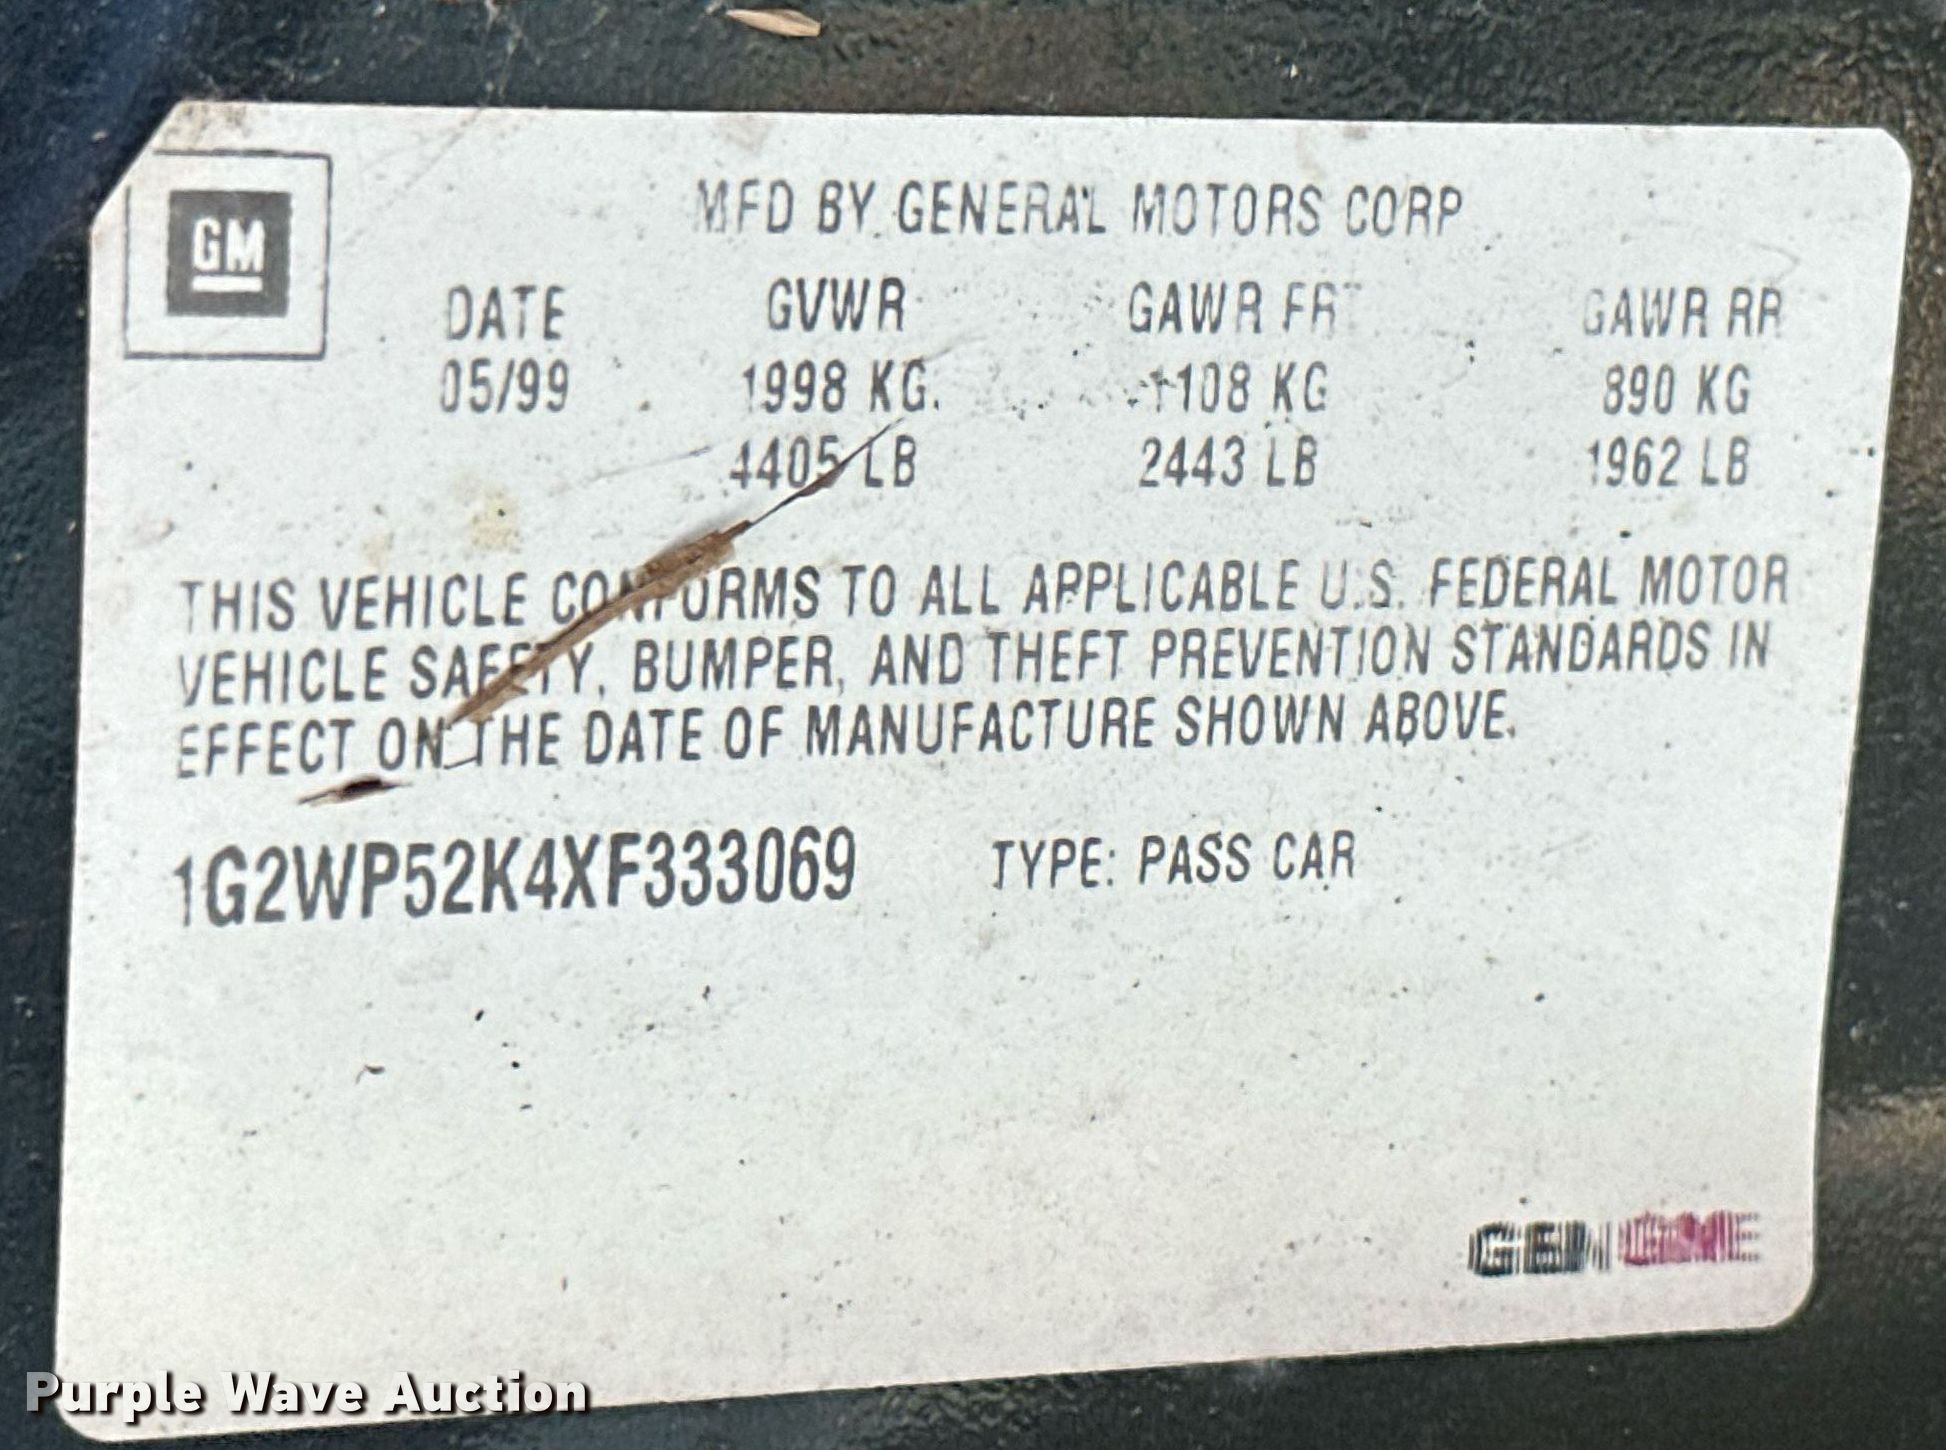 GM
MFD BY GENERAL MOTORS CORP
DATE GVWR GAWR FRT GAWR RR
05/99 1998 KG. 1108 KG 890 KG
4405 LB 2443 LB 1962 LB
THIS VEHICLE CONFORMS TO ALL APPLICABLE U.S. FEDERAL MOTOR
VEHICLE SAFETY, BUMPER, AND THEFT PREVENTION STANDARDS IN
EFFECT ON THE DATE OF MANUFACTURE SHOWN ABOVE.
1G2WP52K4XF333069 TYPE: PASS CAR
GENUINE
Purple Wave Auction